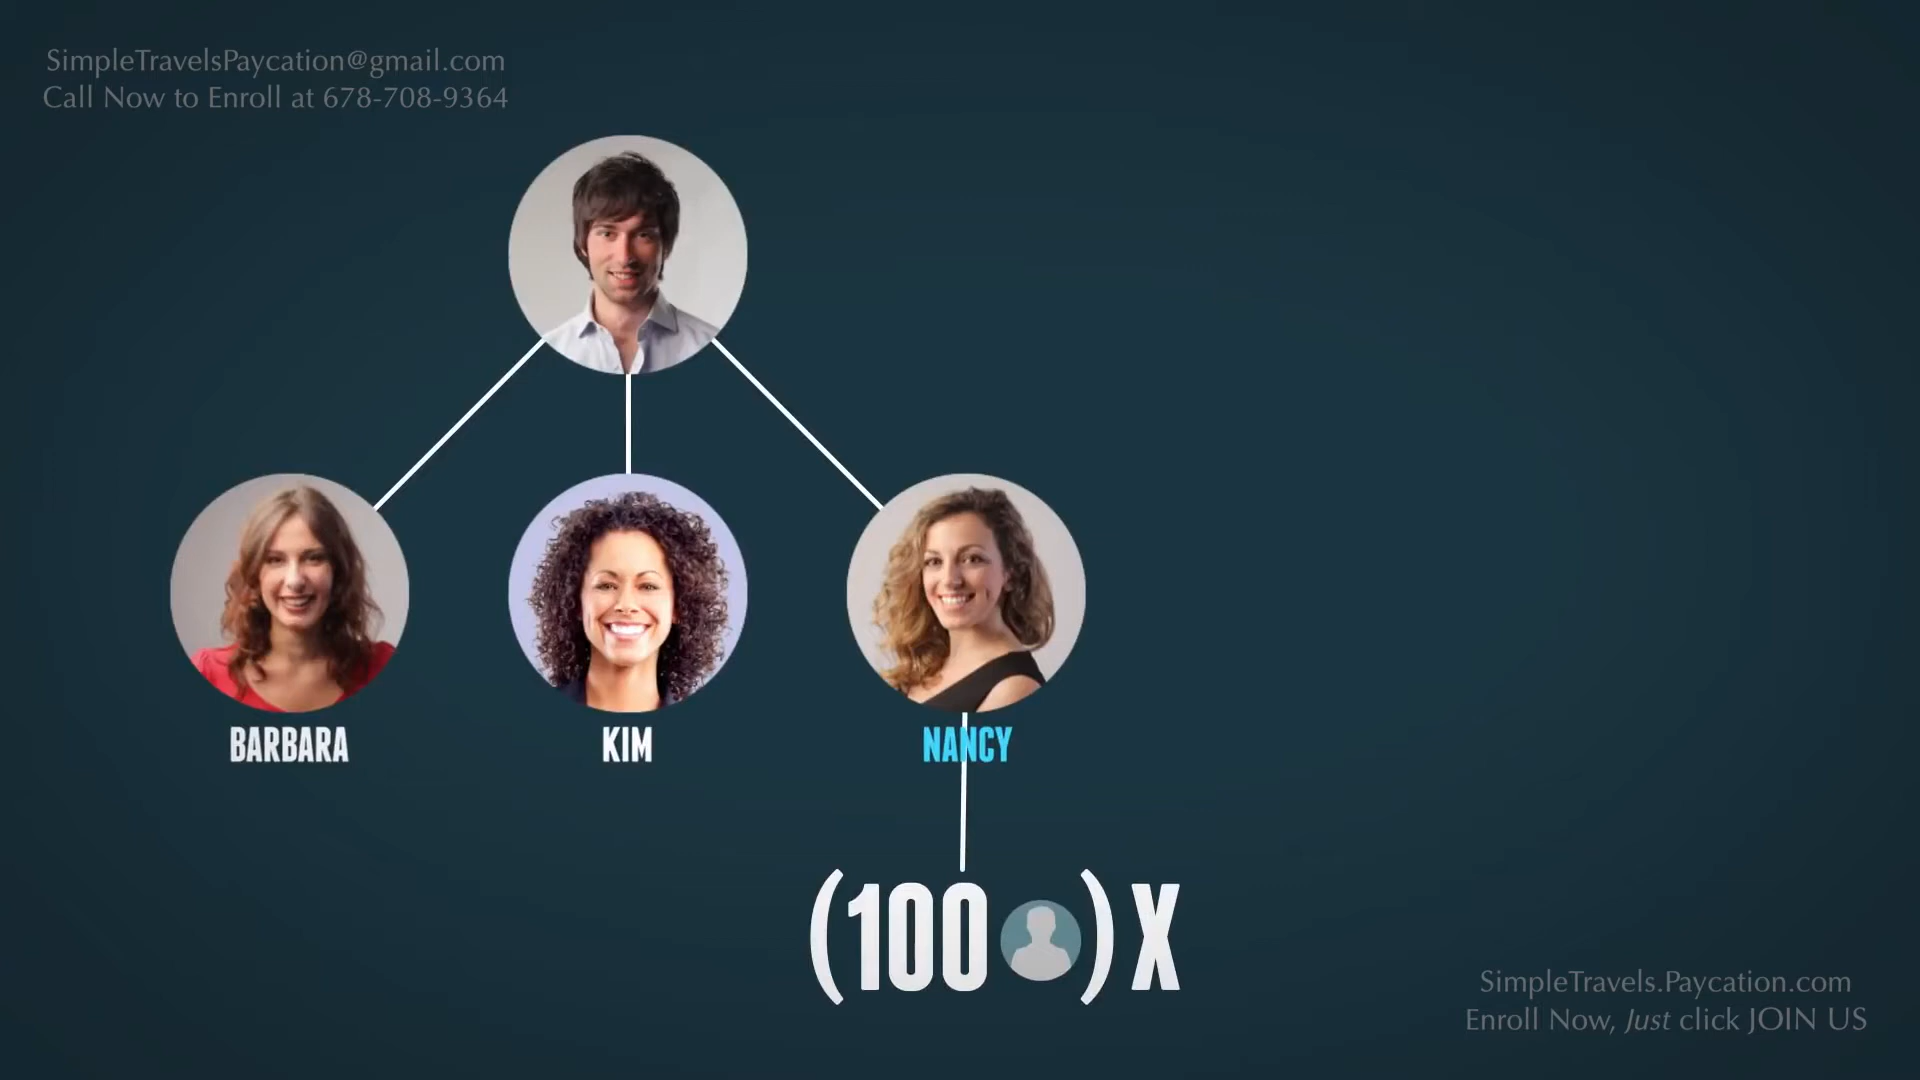 SimpleTravelsPaycation@gmail.com
Call Now to Enroll at 678-708-9364
BARBARA
KIM
NANCY
(100 ) X
SimpleTravels.Paycation.com
Enroll Now, Just click JOIN US